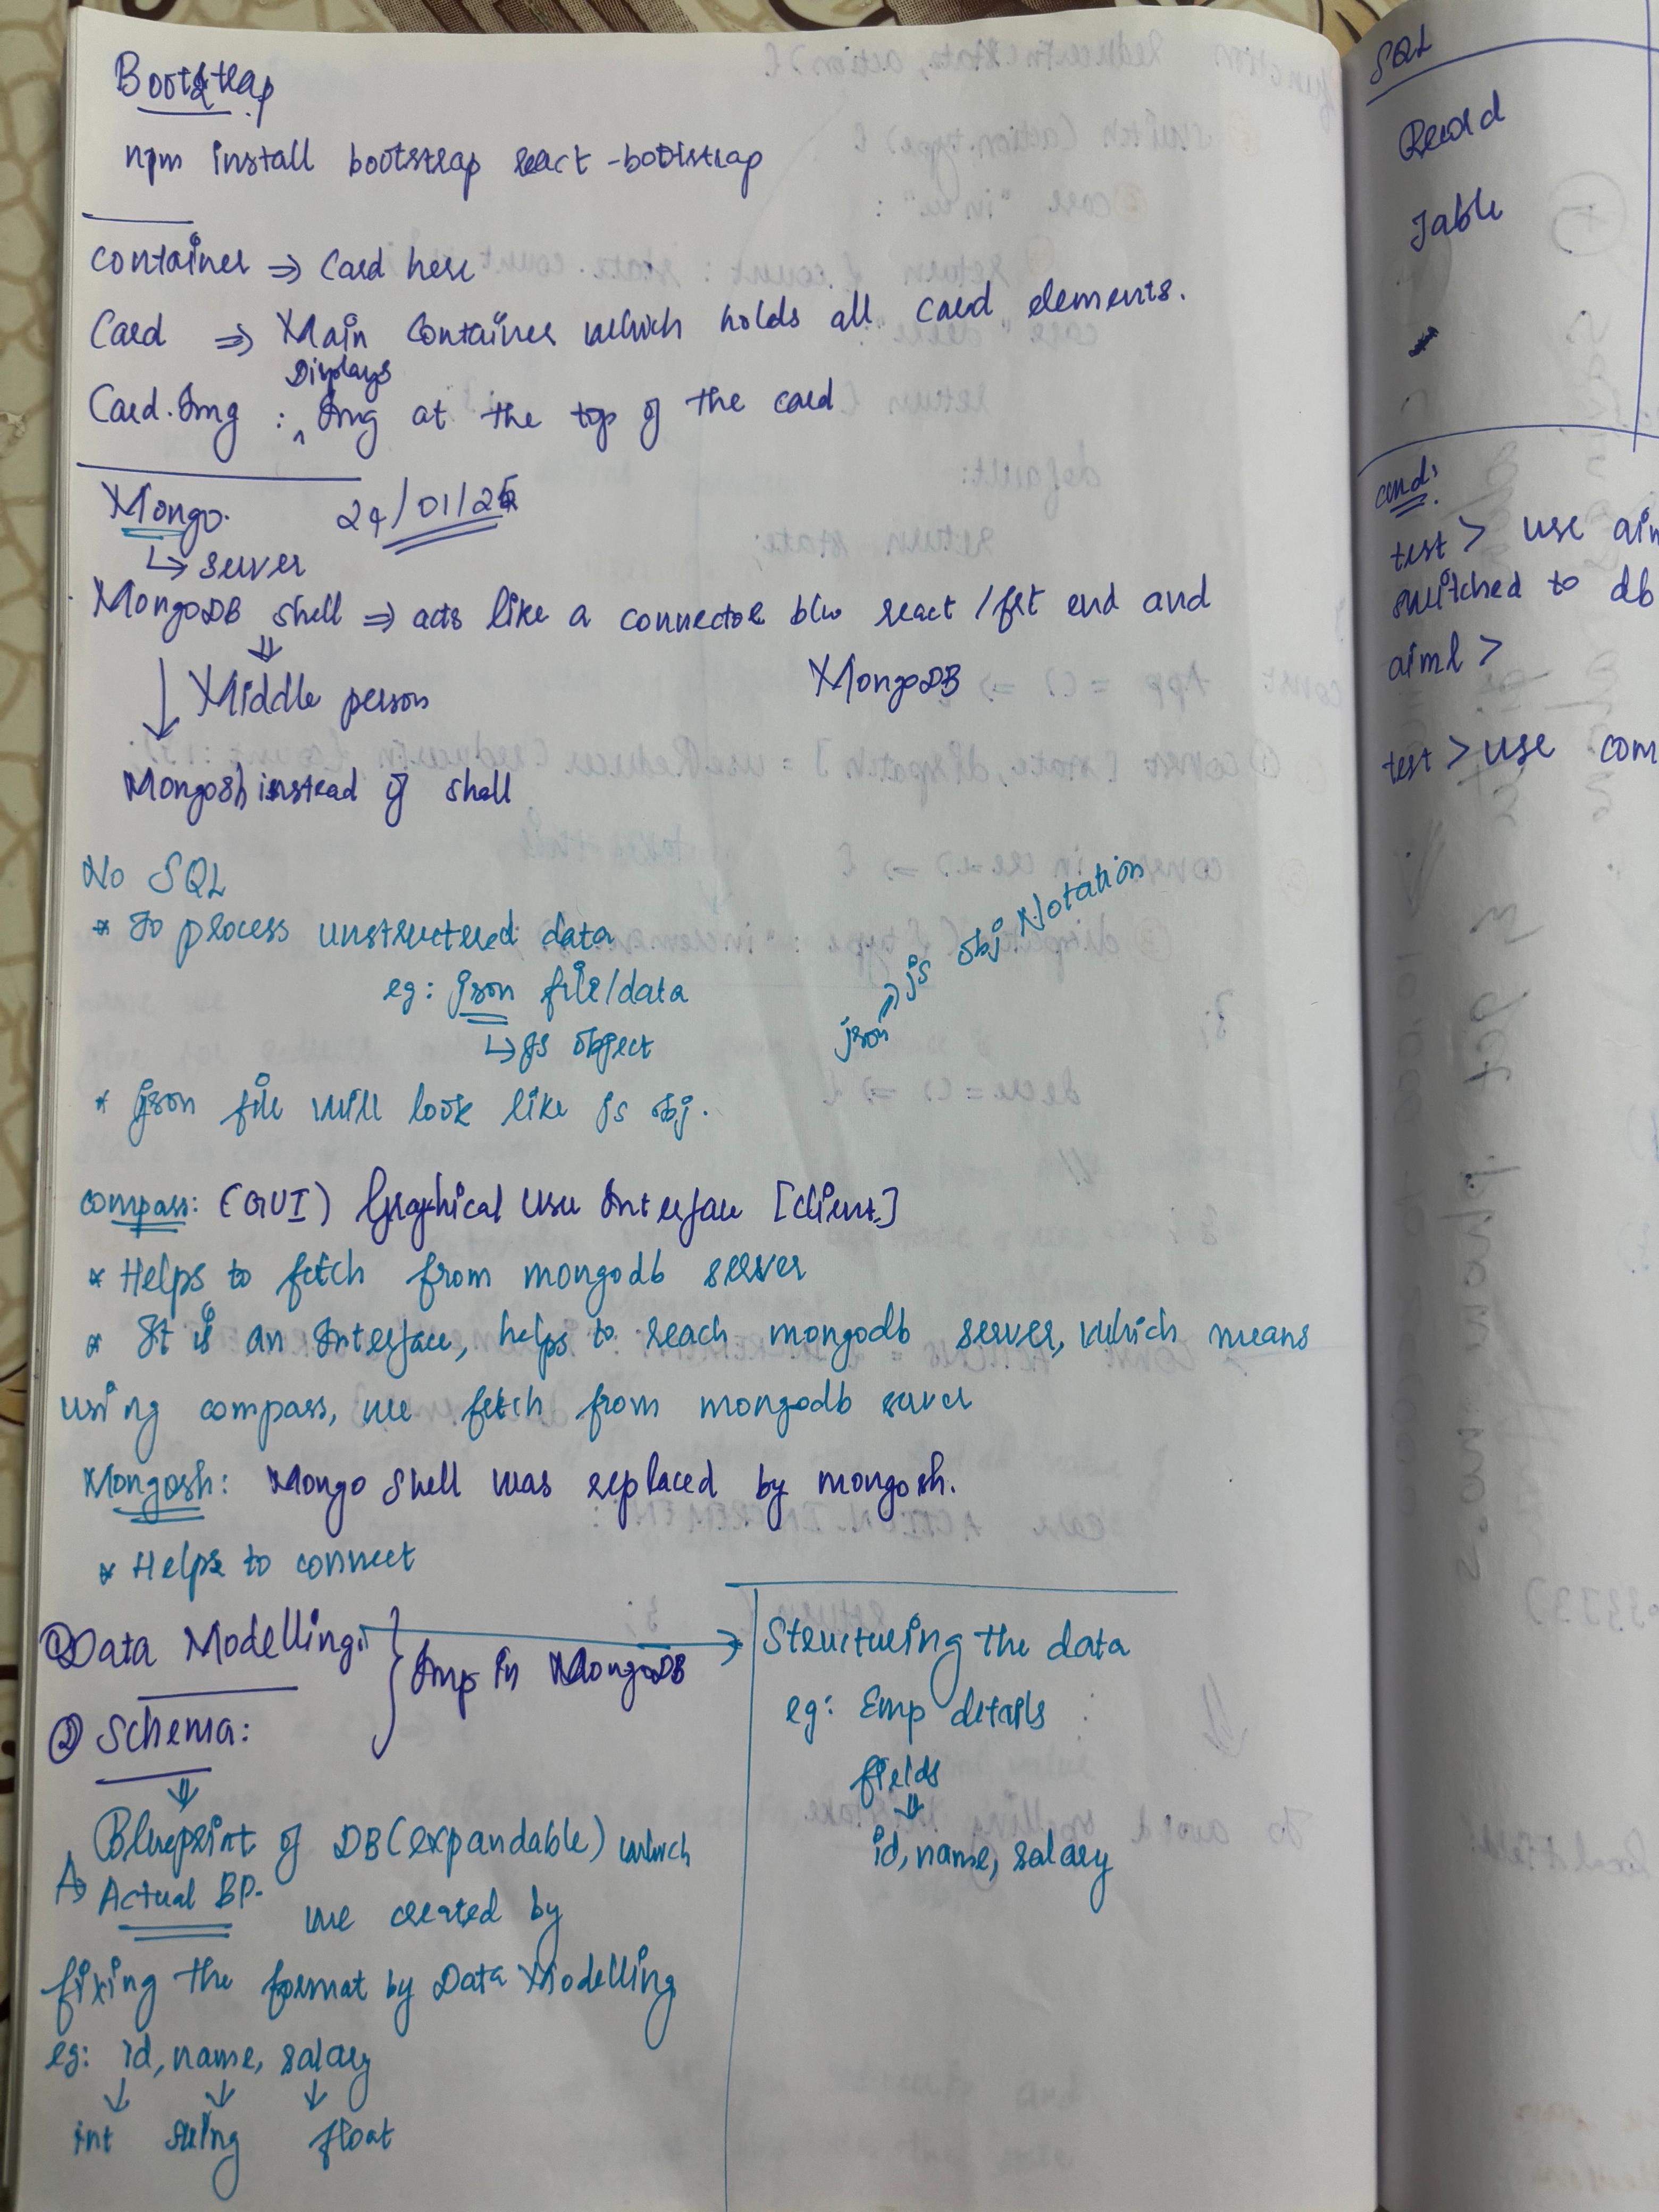 Bootstrap
npm install bootstrap react-bootstrap
container ⇒ Card here
Card ⇒ Main container which holds all card elements.
Displays
Card.Img : ^ Img at the top of the card
Mongo. 24/01/25
↳ server
MongoDB shell ⇒ acts like a connector b/w react /frt end and
MongoDB
⇓
↓ Middle person
Mongosh instead of shell
No SQL
* To process unstructured data
eg: json file/data
↳ js object
json ⇒ js obj Notation
* json file will look like js obj.
compass: (GUI) Graphical User Interface [client]
* Helps to fetch from mongodb server
* It is an Interface, helps to reach mongodb server, which means
using compass, we fetch from mongodb server
Mongosh: Mongo Shell was replaced by mongosh.
* Helps to connect
① Data Modelling: } Imp in MongoDB → Structuring the data
② Schema:
eg: Emp details
fields
↓
id, name, salary
⇓
Blueprint of DB (expandable) which
Actual BP. we created by
fixing the format by Data Modelling
eg: id, name, salary
↓ ↓ ↓
int string float
SQL
Record
Table
cmd:
test > use
switched to db
aiml >
test > use